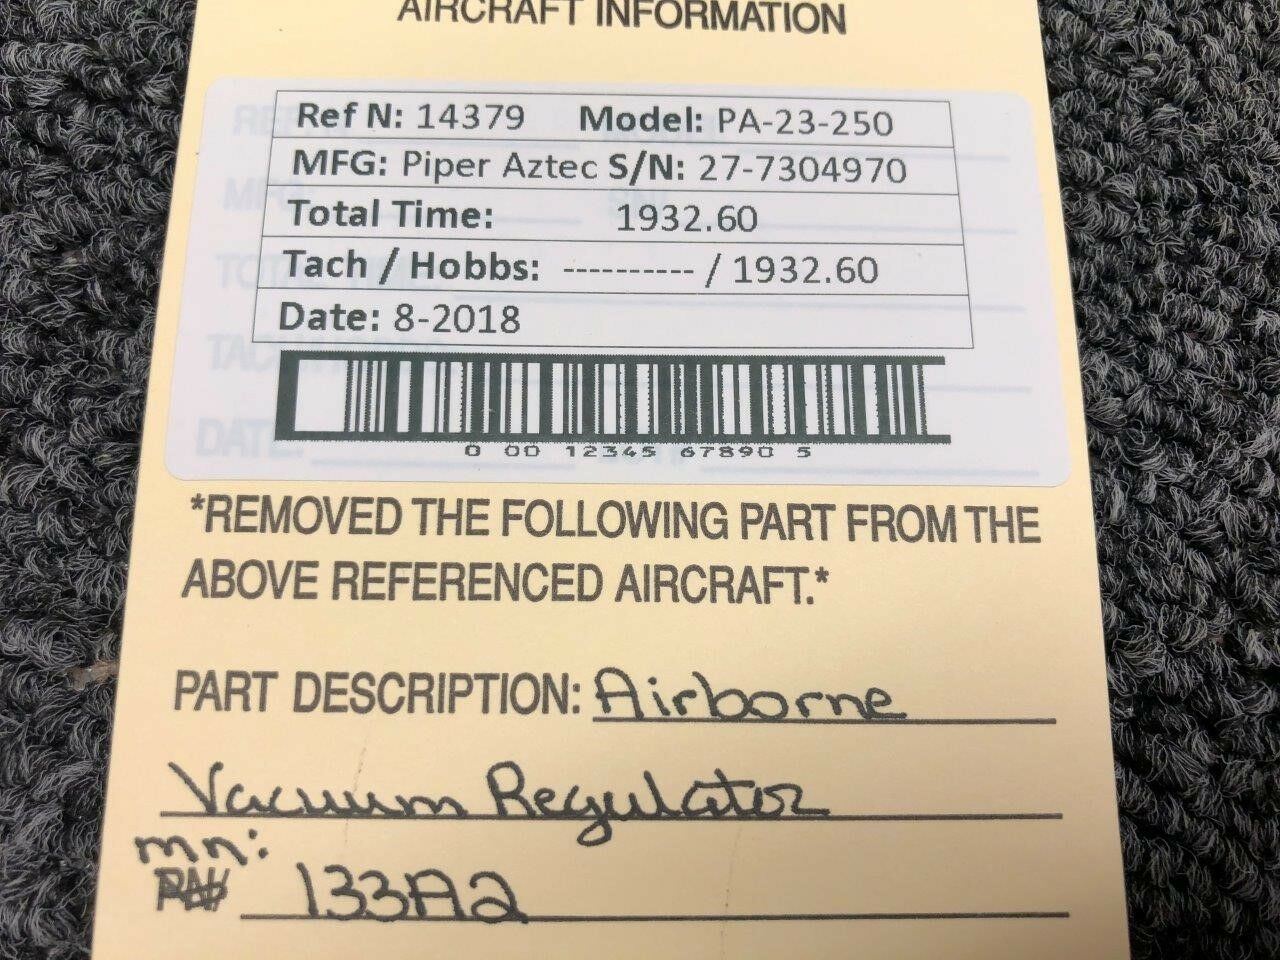 AIRCRAFT INFORMATION
Ref N: 14379 Model: PA-23-250
MFG: Piper Aztec S/N: 27-7304970
Total Time: 1932.60
Tach / Hobbs: ---------- / 1932.60
Date: 8-2018
0 00 12345 67890 5
*REMOVED THE FOLLOWING PART FROM THE
ABOVE REFERENCED AIRCRAFT.*
PART DESCRIPTION: Airborne
Vacuum Regulator
mn:
133A2